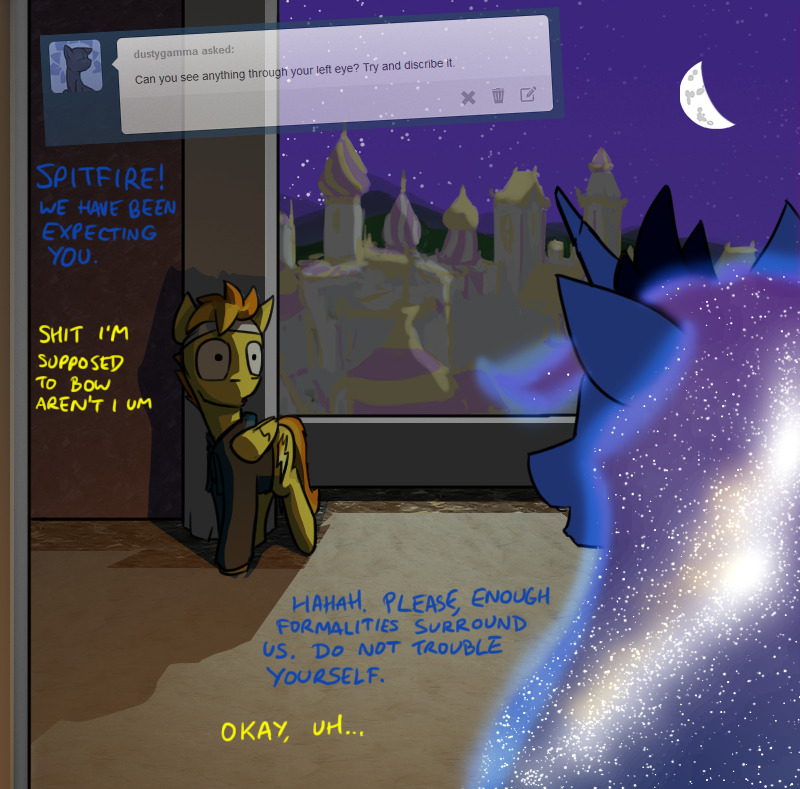 dustygamma asked:
Can you see anything through your left eye? Try and discribe it.
SPITFIRE!
WE HAVE BEEN
EXPECTING
YOU.
SHIT I'M
SUPPOSED
TO BOW
AREN'T I UM
HAHAH. PLEASE, ENOUGH
FORMALITIES SURROUND
US. DO NOT TROUBLE
YOURSELF.
OKAY, UH...